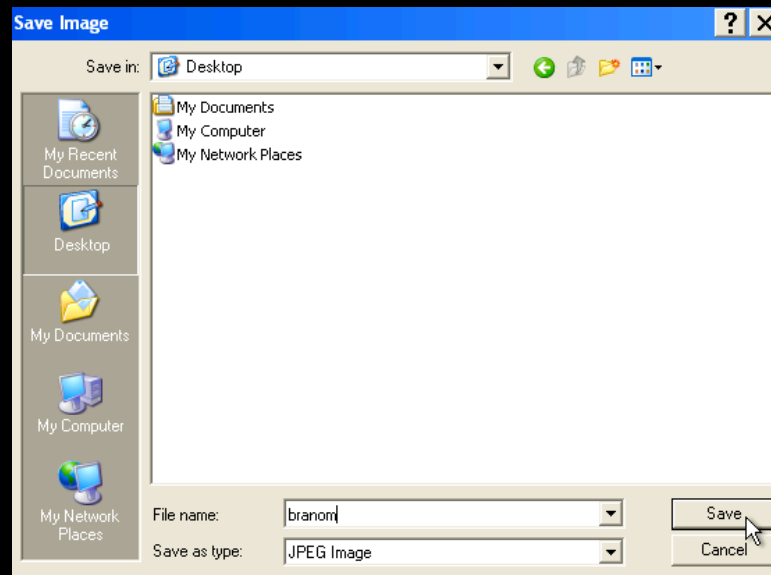 Save Image
Save in: Desktop
My Documents
My Computer
My Network Places
My Recent
Documents
Desktop
My Documents
My Computer
My Network
Places
File name: branom Save
Save as type: JPEG Image Cancel